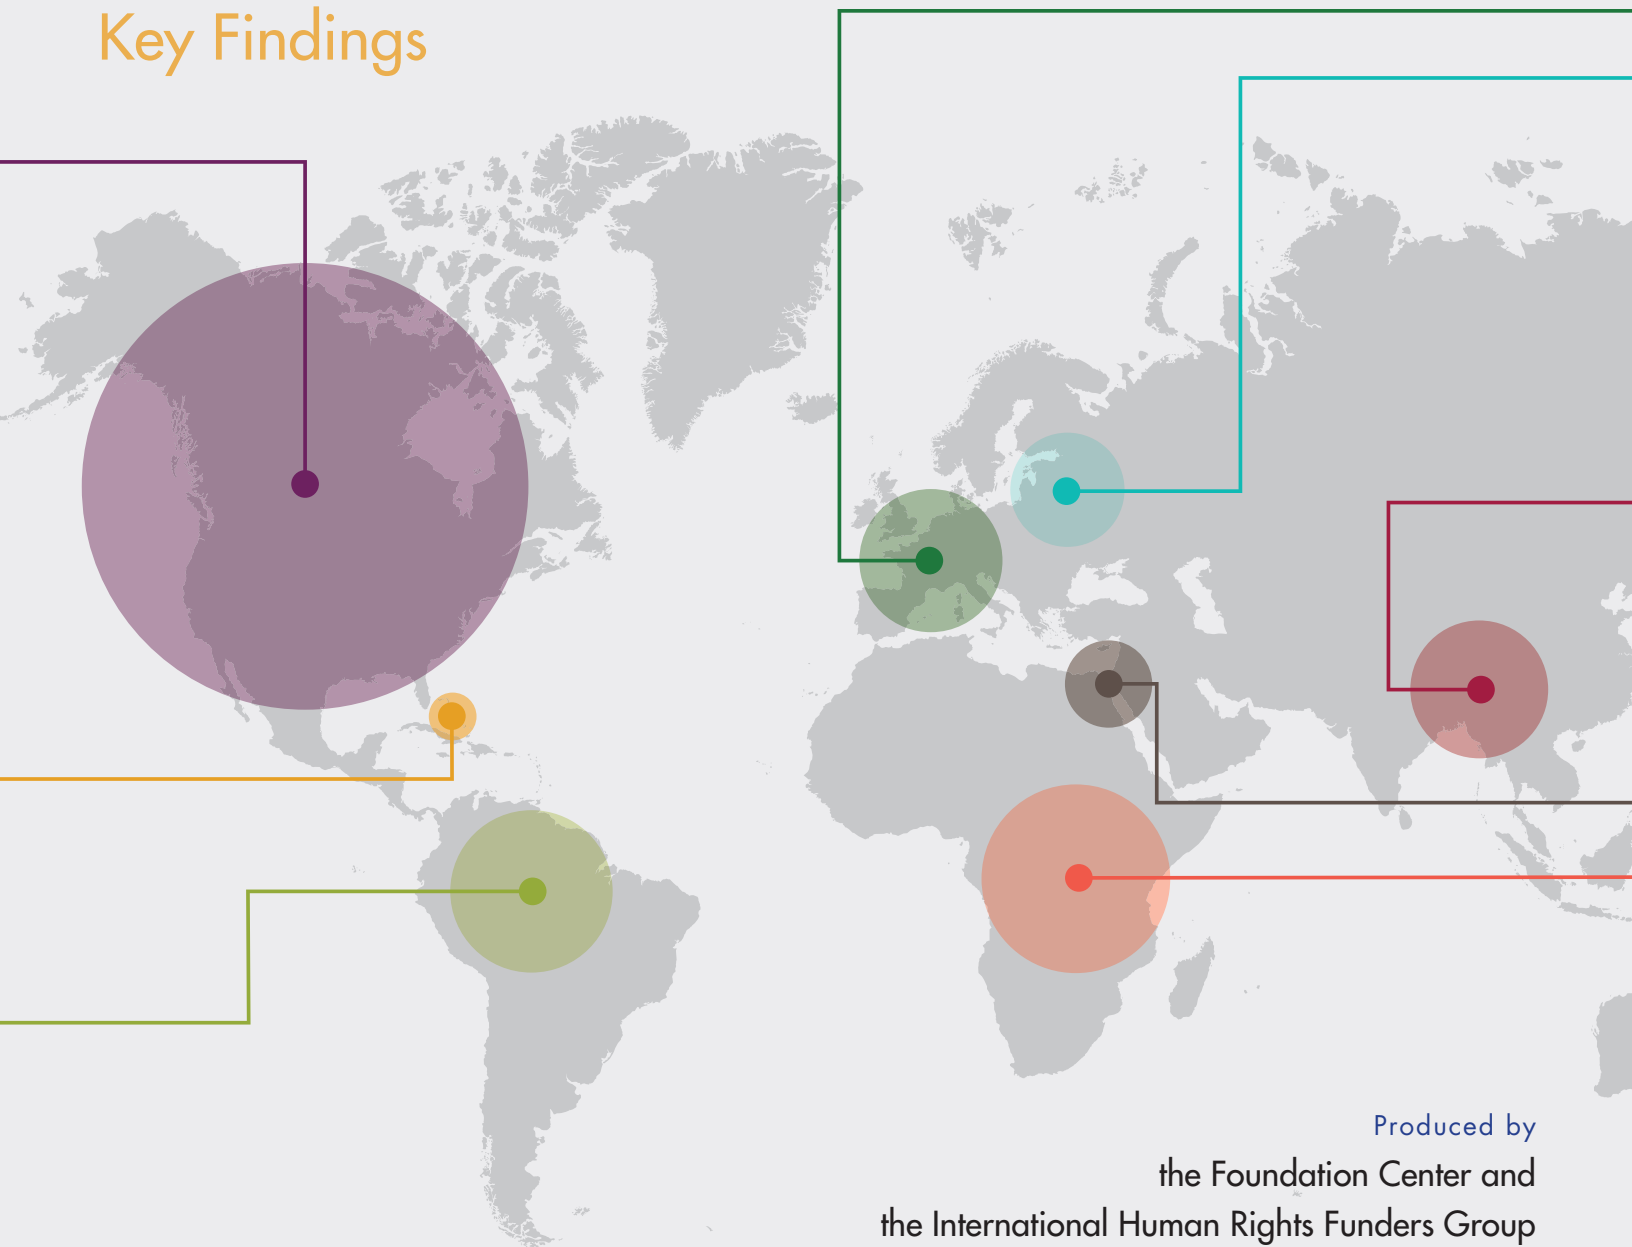 Key Findings
Produced by
the Foundation Center and
the International Human Rights Funders Group